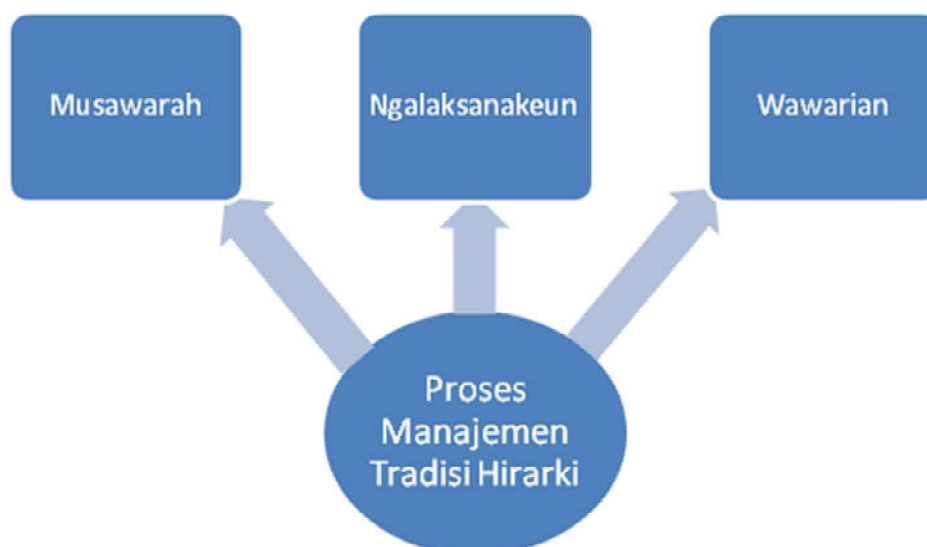 Musawarah
Ngalaksanakeun
Wawarian
Proses
Manajemen
Tradisi Hirarki